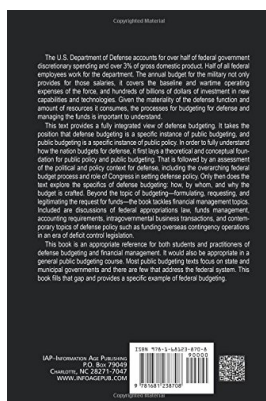 Copyrighted Material
The U.S. Department of Defense accounts for over half of federal government
discretionary spending and over 3% of gross domestic product. Half of all federal
employees work for the department. The annual budget for the military not only
provides for those salaries, it covers the baseline and wartime operating
expenses of the force, and hundreds of billions of dollars of investment in new
capabilities and technologies. Given the materiality of the defense function and
amount of resources it consumes, the processes for budgeting for defense and
managing the funds is important to understand.
This text provides a fully integrated view of defense budgeting. It takes the
position that defense budgeting is a specific instance of public budgeting, and
public budgeting is a specific instance of public policy. In order to fully understand
how the nation budgets for defense, it first lays a theoretical and conceptual foun-
dation for public policy and public budgeting. That is followed by an assessment
of the political and policy context for defense, including the overarching federal
budget process and role of Congress in setting defense policy. Only then does the
text explore the specifics of defense budgeting: how, by whom, and why the
budget is crafted. Beyond the topic of budgeting—formulating, requesting, and
legitimating the request for funds—the book tackles financial management topics.
Included are discussions of federal appropriations law, funds management,
accounting requirements, intragovernmental business transactions, and contem-
porary topics of defense policy such as funding overseas contingency operations
in an era of deficit control legislation.
This book is an appropriate reference for both students and practitioners of
defense budgeting and financial management. It would also be appropriate in a
general public budgeting course. Most public budgeting texts focus on state and
municipal governments and there are few that address the federal system. This
book fills that gap and provides a specific example of federal budgeting.
ISBN 978-1-68123-870-8
90000
9 781681 238708
IAP–Information Age Publishing
P.O. Box 79049
Charlotte, NC 28271-7047
www.infoagepub.com
Copyrighted Material